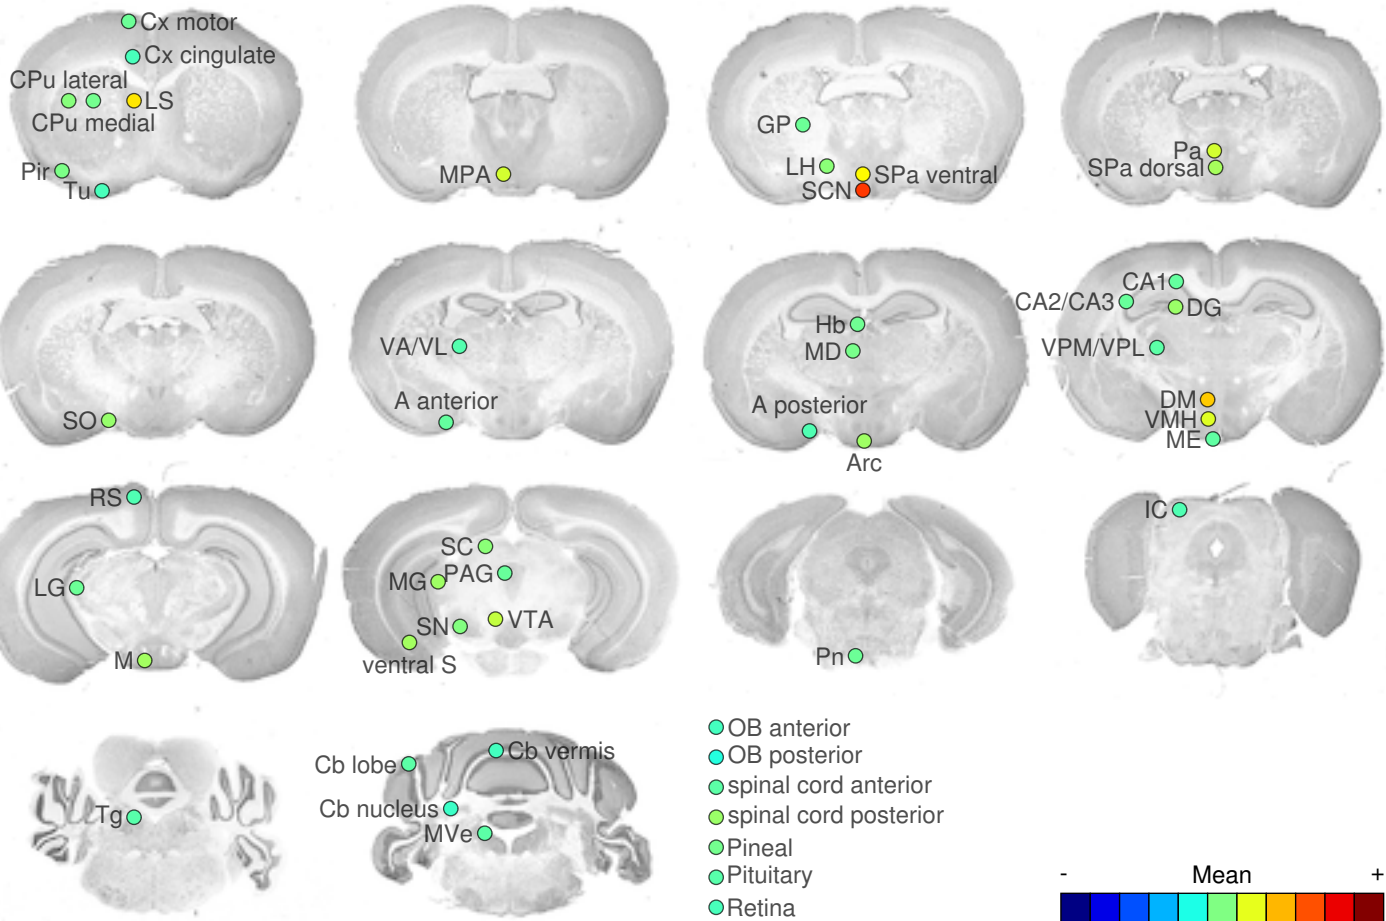 Cx motor
Cx cingulate
CPu lateral
LS
CPu medial
Pir
Tu
MPA
GP
LH
SPa ventral
SCN
Pa
SPa dorsal
SO
VA/VL
A anterior
Hb
MD
A posterior
Arc
CA1
CA2/CA3
DG
VPM/VPL
DM
VMH
ME
RS
LG
M
SC
PAG
MG
SN
VTA
ventral S
Pn
IC
Tg
Cb vermis
Cb lobe
Cb nucleus
MVe
OB anterior
OB posterior
spinal cord anterior
spinal cord posterior
Pineal
Pituitary
Retina
- Mean +